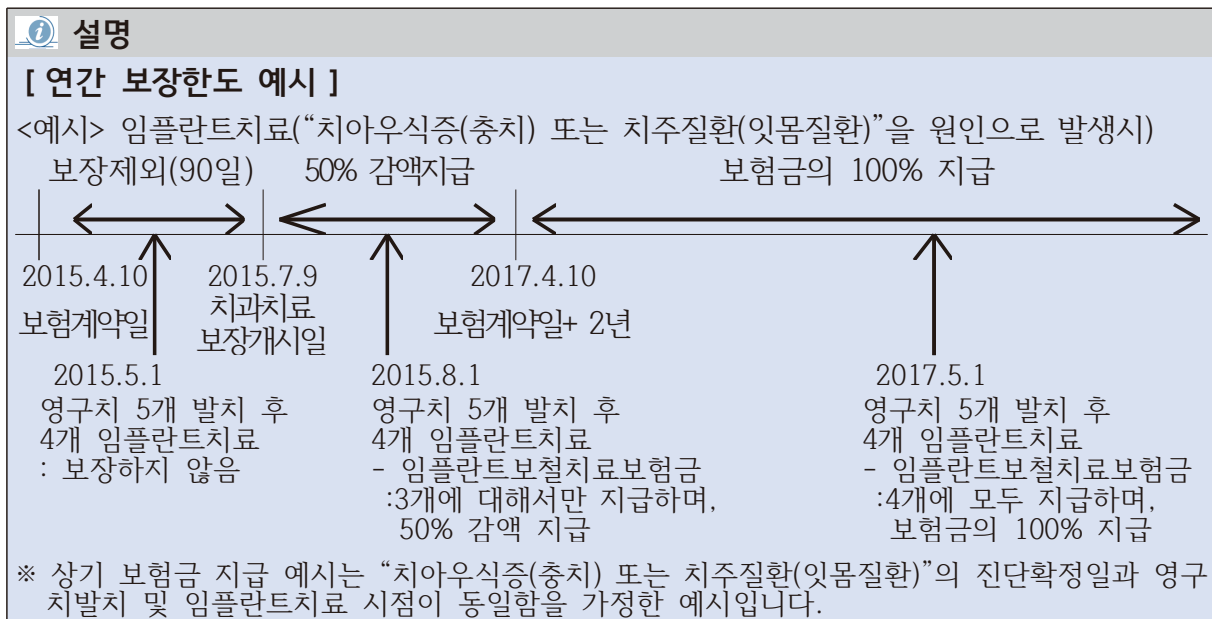 설명
[ 연간 보장한도 예시 ]
<예시> 임플란트치료(“치아우식증(충치) 또는 치주질환(잇몸질환)”을 원인으로 발생시)
보장제외(90일) 50% 감액지급 보험금의 100% 지급
2015.4.10 2015.7.9 2017.4.10
보험계약일 치과치료 보장개시일 보험계약일+ 2년
2015.5.1
영구치 5개 발치 후
4개 임플란트치료
: 보장하지 않음
2015.8.1
영구치 5개 발치 후
4개 임플란트치료
- 임플란트보철치료보험금
:3개에 대해서만 지급하며,
50% 감액 지급
2017.5.1
영구치 5개 발치 후
4개 임플란트치료
- 임플란트보철치료보험금
:4개에 모두 지급하며,
보험금의 100% 지급
※ 상기 보험금 지급 예시는 “치아우식증(충치) 또는 치주질환(잇몸질환)”의 진단확정일과 영구
치발치 및 임플란트치료 시점이 동일함을 가정한 예시입니다.